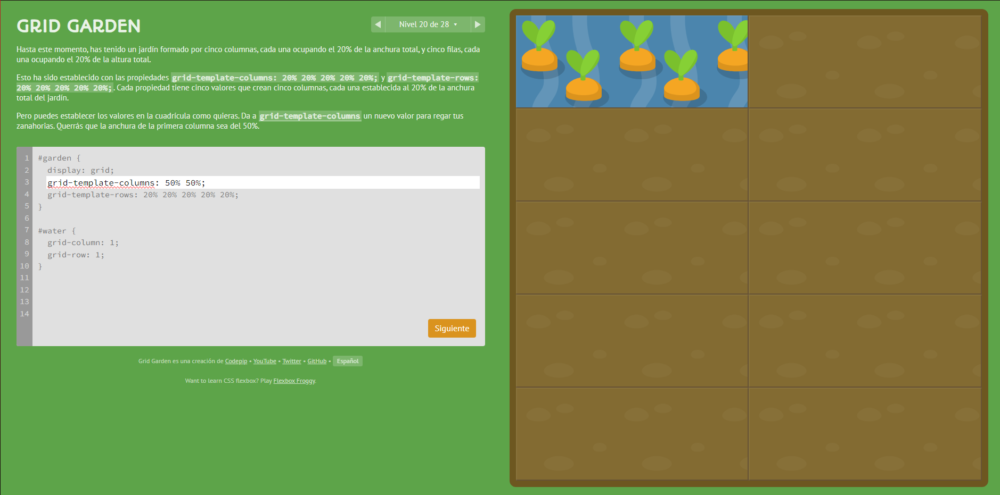 GRID GARDEN
◀ Nivel 20 de 28 ▾ ▶
Hasta este momento, has tenido un jardín formado por cinco columnas, cada una ocupando el 20% de la anchura total, y cinco filas, cada
una ocupando el 20% de la altura total.
Esto ha sido establecido con las propiedades grid-template-columns: 20% 20% 20% 20% 20%; y grid-template-rows:
20% 20% 20% 20% 20%;. Cada propiedad tiene cinco valores que crean cinco columnas, cada una establecida al 20% de la anchura
total del jardín.
Pero puedes establecer los valores en la cuadrícula como quieras. Da a grid-template-columns un nuevo valor para regar tus
zanahorias. Querrás que la anchura de la primera columna sea del 50%.
1 #garden {
2 display: grid;
3 grid-template-columns: 50% 50%;
4 grid-template-rows: 20% 20% 20% 20% 20%;
5 }
6
7 #water {
8 grid-column: 1;
9 grid-row: 1;
10 }
11
12
13
14
Siguiente
Grid Garden es una creación de Codepip • YouTube • Twitter • GitHub • Español
Want to learn CSS flexbox? Play Flexbox Froggy.